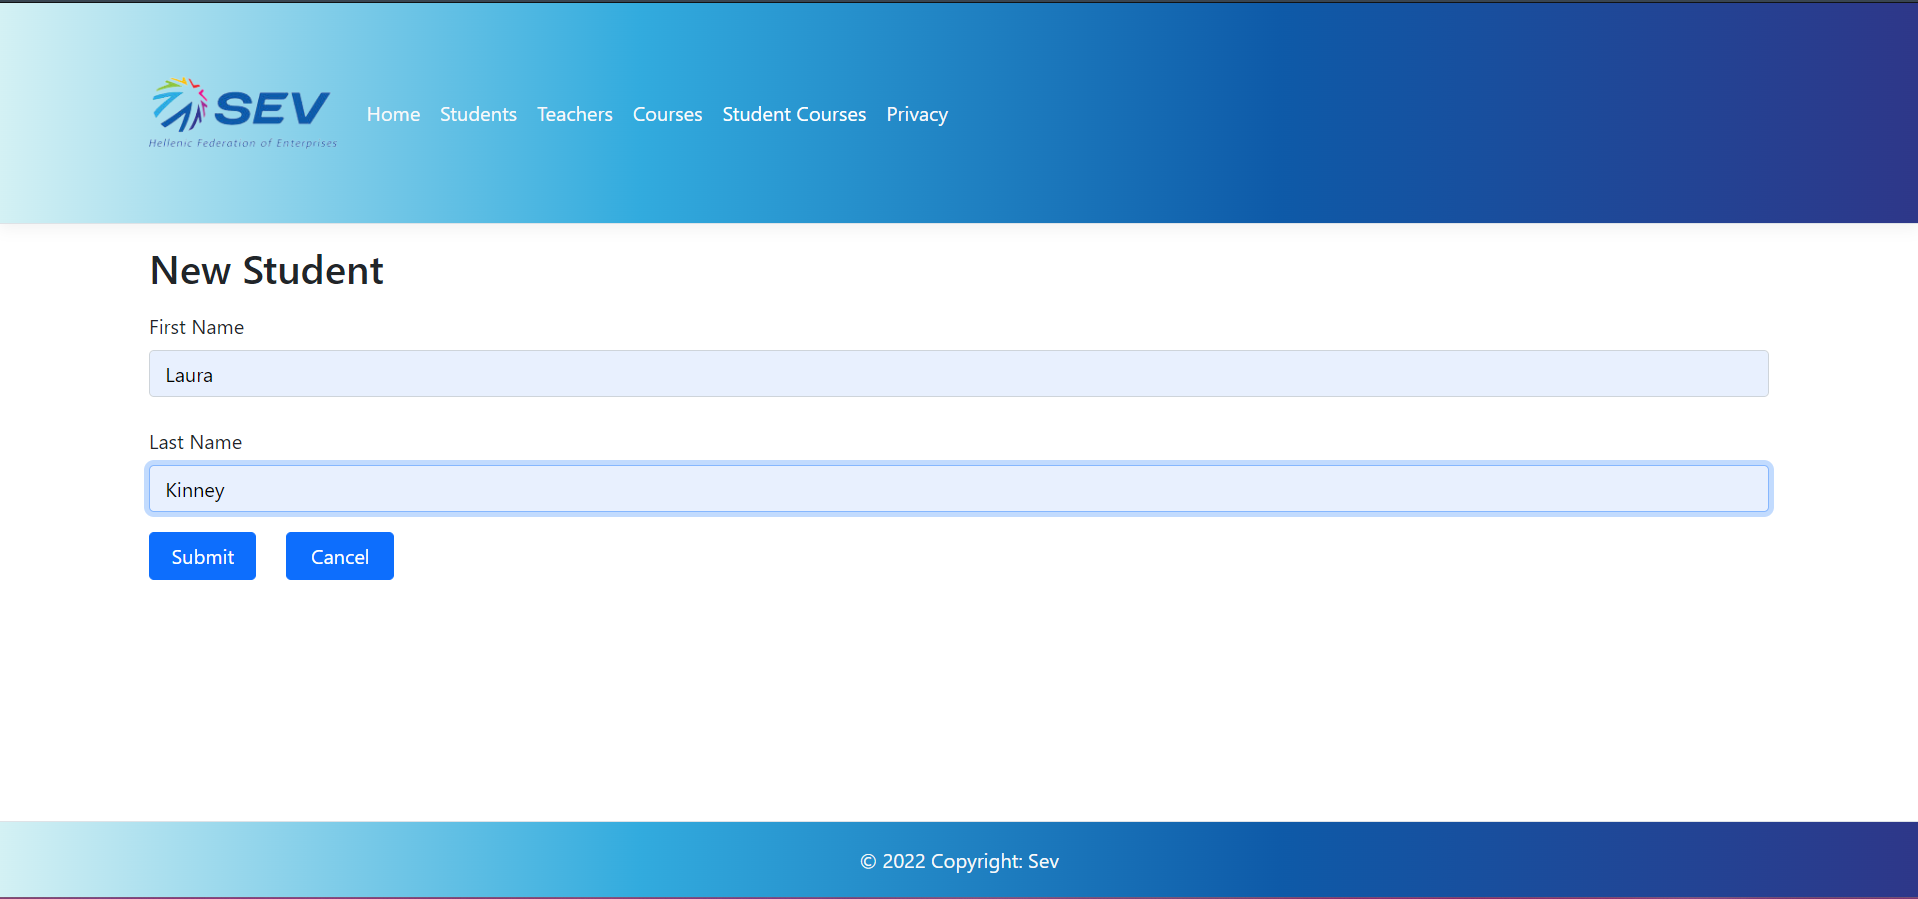 SEV
Hellenic Federation of Enterprises
Home Students Teachers Courses Student Courses Privacy
New Student
First Name
Laura
Last Name
Kinney
Submit Cancel
© 2022 Copyright: Sev